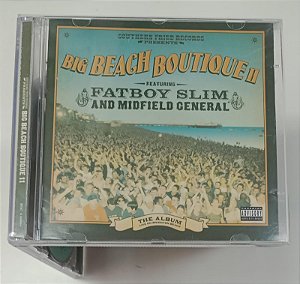 SOUTHERN FRIED RECORDS
PRESENTS
BIG BEACH BOUTIQUE II
FEATURING
FATBOY SLIM
AND MIDFIELD GENERAL
THE ALBUM
PARENTAL
ADVISORY
EXPLICIT CONTENT
BIG BEACH BOUTIQUE II